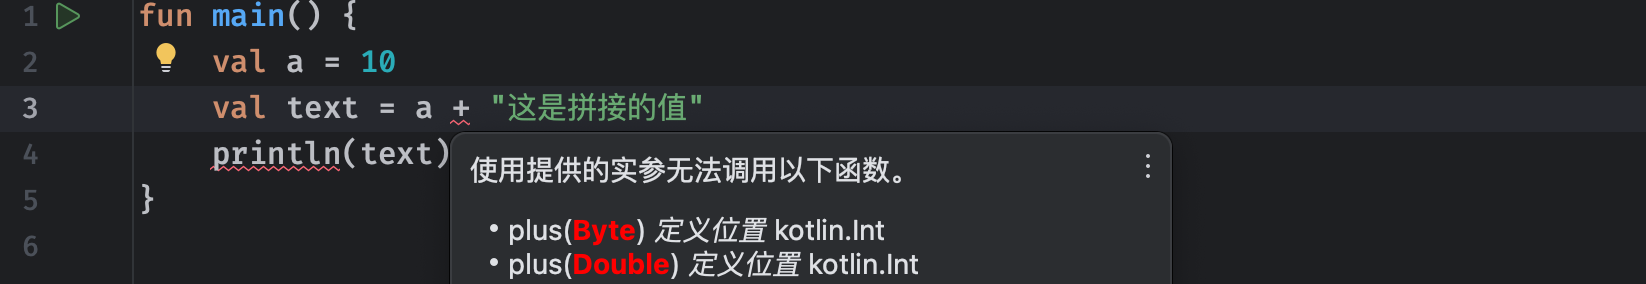 1 fun main() {
2 val a = 10
3 val text = a + "这是拼接的值"
4 println(text)
使用提供的实参无法调用以下函数。
5 }
• plus(Byte) 定义位置 kotlin.Int
6
• plus(Double) 定义位置 kotlin.Int